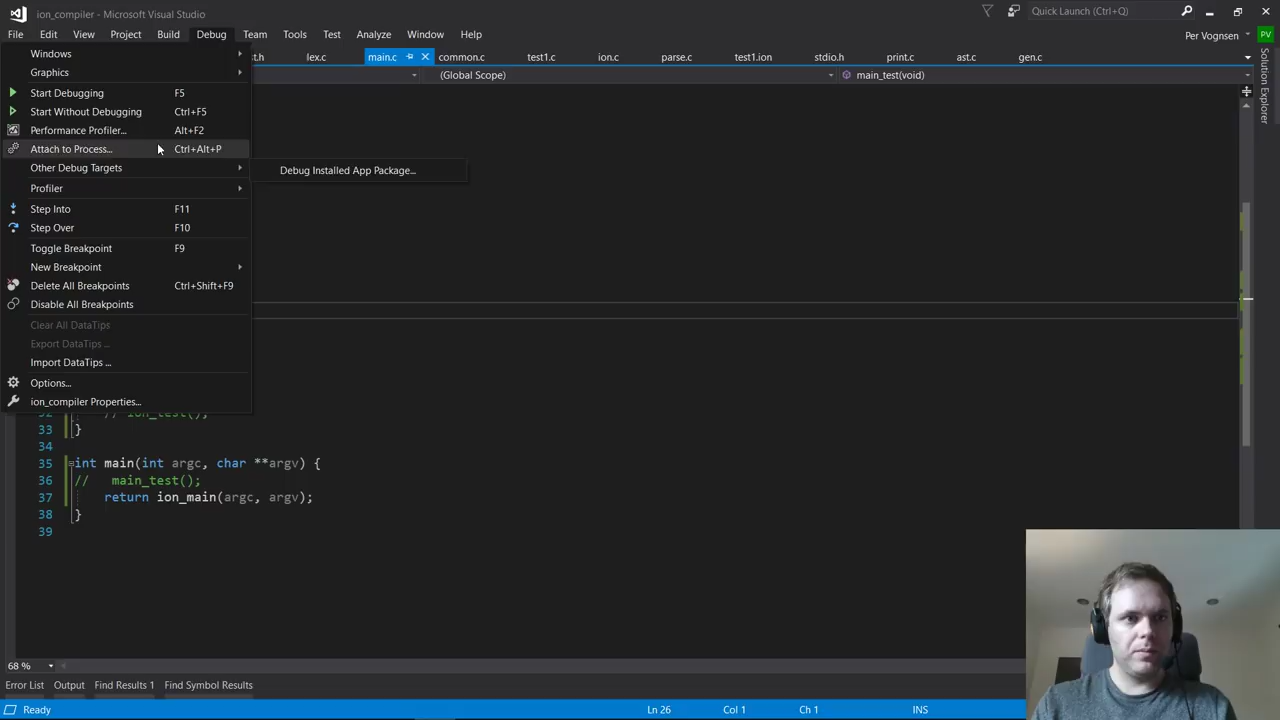 ion_compiler - Microsoft Visual Studio
Quick Launch (Ctrl+Q)
File Edit View Project Build Debug Team Tools Test Analyze Window Help
Per Vognsen PV
Windows
Graphics
Start Debugging F5
Start Without Debugging Ctrl+F5
Performance Profiler... Alt+F2
Attach to Process... Ctrl+Alt+P
Other Debug Targets
Debug Installed App Package...
Profiler
Step Into F11
Step Over F10
Toggle Breakpoint F9
New Breakpoint
Delete All Breakpoints Ctrl+Shift+F9
Disable All Breakpoints
Clear All DataTips
Export DataTips ...
Import DataTips ...
Options...
ion_compiler Properties...
t.h lex.c main.c common.c test1.c ion.c parse.c test1.ion stdio.h print.c ast.c gen.c
(Global Scope) main_test(void)
Solution Explorer
32 // ion_test();
33 }
34
35 int main(int argc, char **argv) {
36 // main_test();
37 return ion_main(argc, argv);
38 }
39
68 %
Error List Output Find Results 1 Find Symbol Results
Ready Ln 26 Col 1 Ch 1 INS